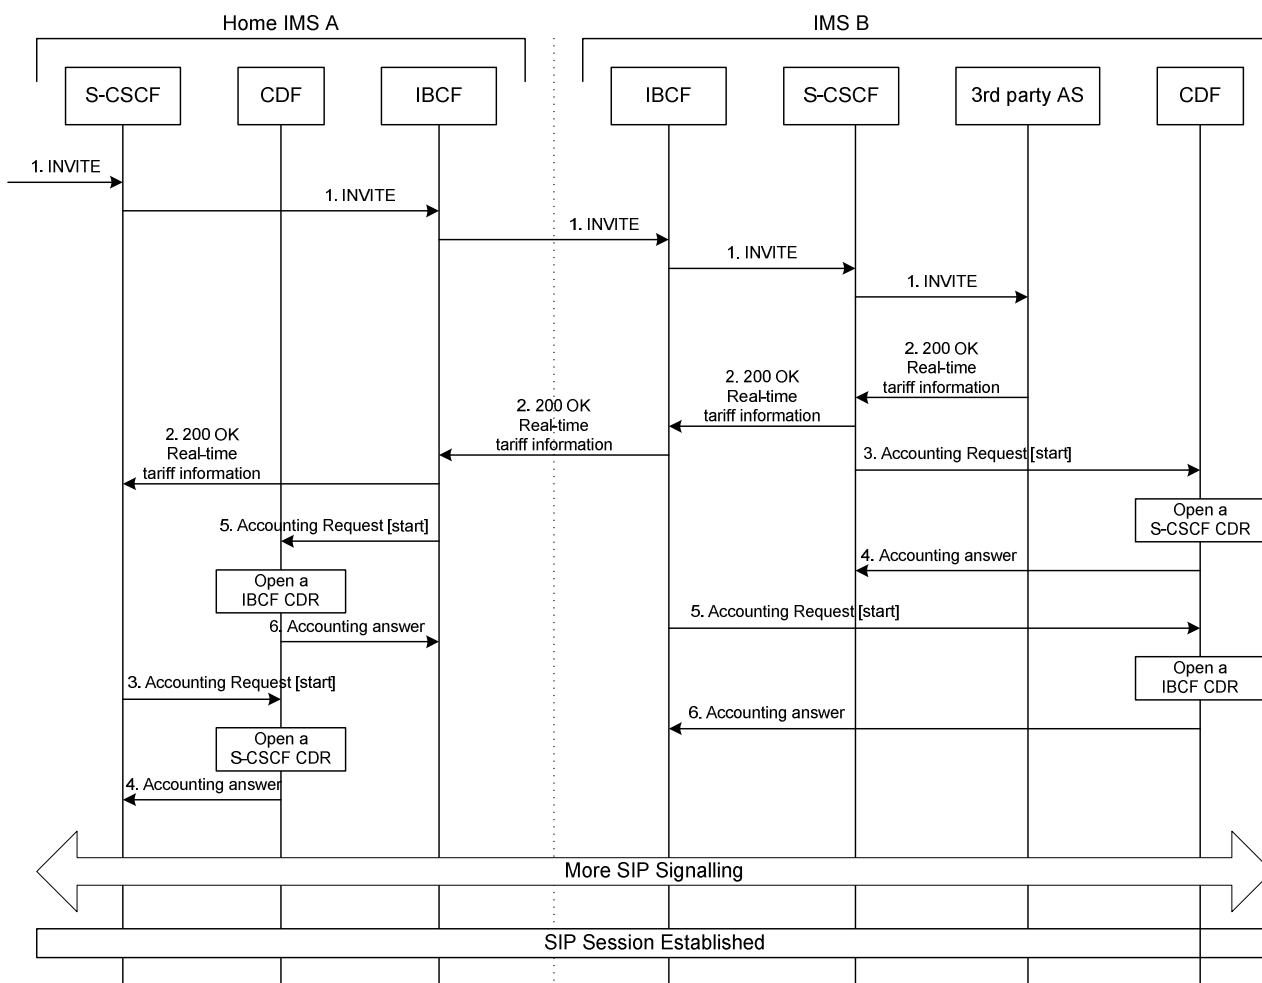 Home IMS A
IMS B
S-CSCF
CDF
IBCF
IBCF
S-CSCF
3rd party AS
CDF
1. INVITE
1. INVITE
1. INVITE
1. INVITE
1. INVITE
2. 200 OK
Real-time
tariff information
2. 200 OK
Real-time
tariff information
2. 200 OK
Real-time
tariff information
2. 200 OK
Real-time
tariff information
3. Accounting Request [start]
Open a
S-CSCF CDR
5. Accounting Request [start]
4. Accounting answer
Open a
IBCF CDR
5. Accounting Request [start]
6. Accounting answer
Open a
IBCF CDR
3. Accounting Request [start]
6. Accounting answer
Open a
S-CSCF CDR
4. Accounting answer
More SIP Signalling
SIP Session Established